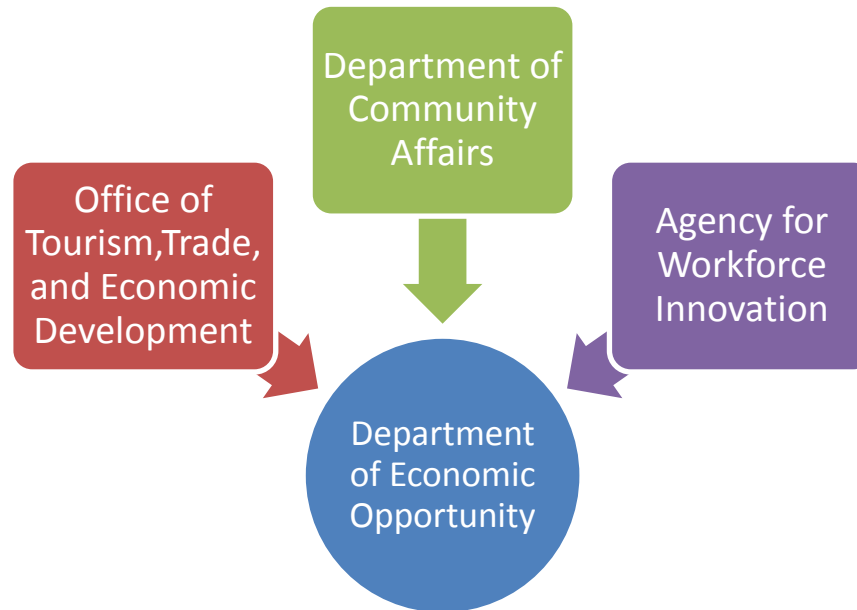 Department of
Community
Affairs
Office of
Tourism,Trade,
and Economic
Development
Agency for
Workforce
Innovation
Department
of Economic
Opportunity